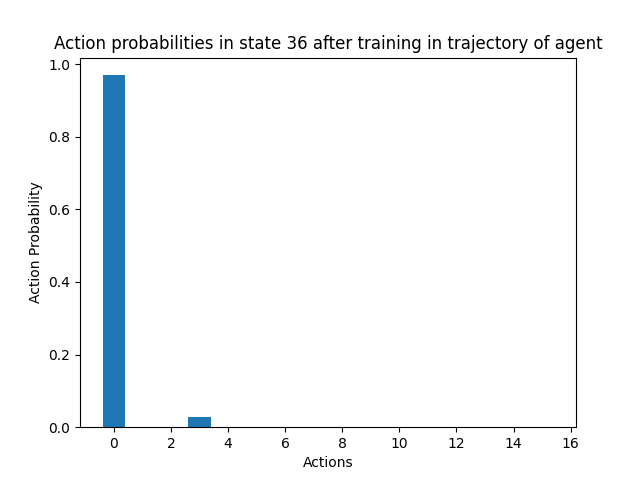 Action probabilities in state 36 after training in trajectory of agent
1.0
0.8
0.6
0.4
0.2
0.0
Action Probability
0 2 4 6 8 10 12 14 16
Actions